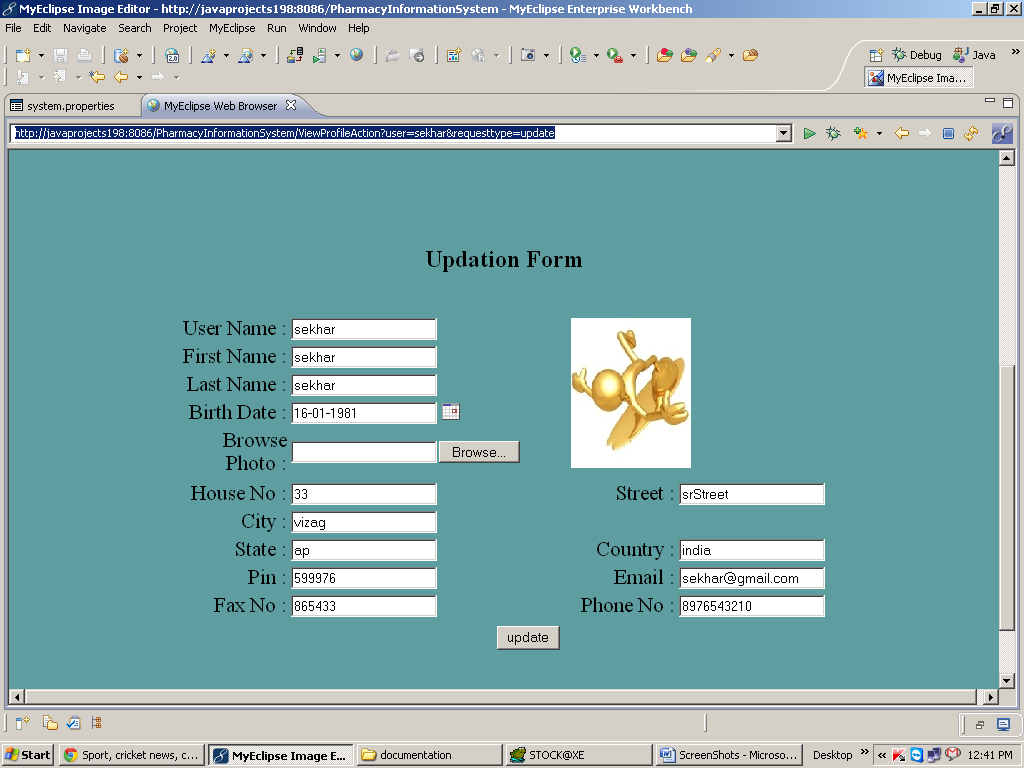 MyEclipse Image Editor - http://javaprojects198:8086/PharmacyInformationSystem - MyEclipse Enterprise Workbench
File Edit Navigate Search Project MyEclipse Run Window Help
2.0
Debug Java »
MyEclipse Ima...
system.properties MyEclipse Web Browser
http://javaprojects198:8086/PharmacyInformationSystem/ViewProfileAction?user=sekhar&requesttype=update
Updation Form
User Name : sekhar
First Name : sekhar
Last Name : sekhar
Birth Date : 16-01-1981
Browse
Photo : Browse...
House No : 33 Street : srStreet
City : vizag
State : ap Country : india
Pin : 599976 Email : sekhar@gmail.com
Fax No : 865433 Phone No : 8976543210
update
Start Sport, cricket news, c... MyEclipse Image E... documentation STOCK@XE ScreenShots - Microso... Desktop » « 12:41 PM